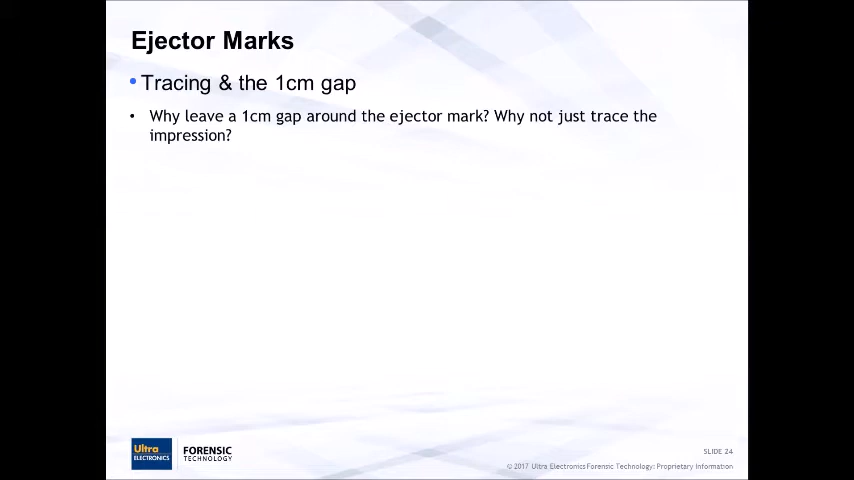 Ejector Marks
• Tracing & the 1cm gap
• Why leave a 1cm gap around the ejector mark? Why not just trace the
impression?
Ultra
ELECTRONICS
FORENSIC
TECHNOLOGY
SLIDE 24
© 2017 Ultra Electronics Forensic Technology: Proprietary Information